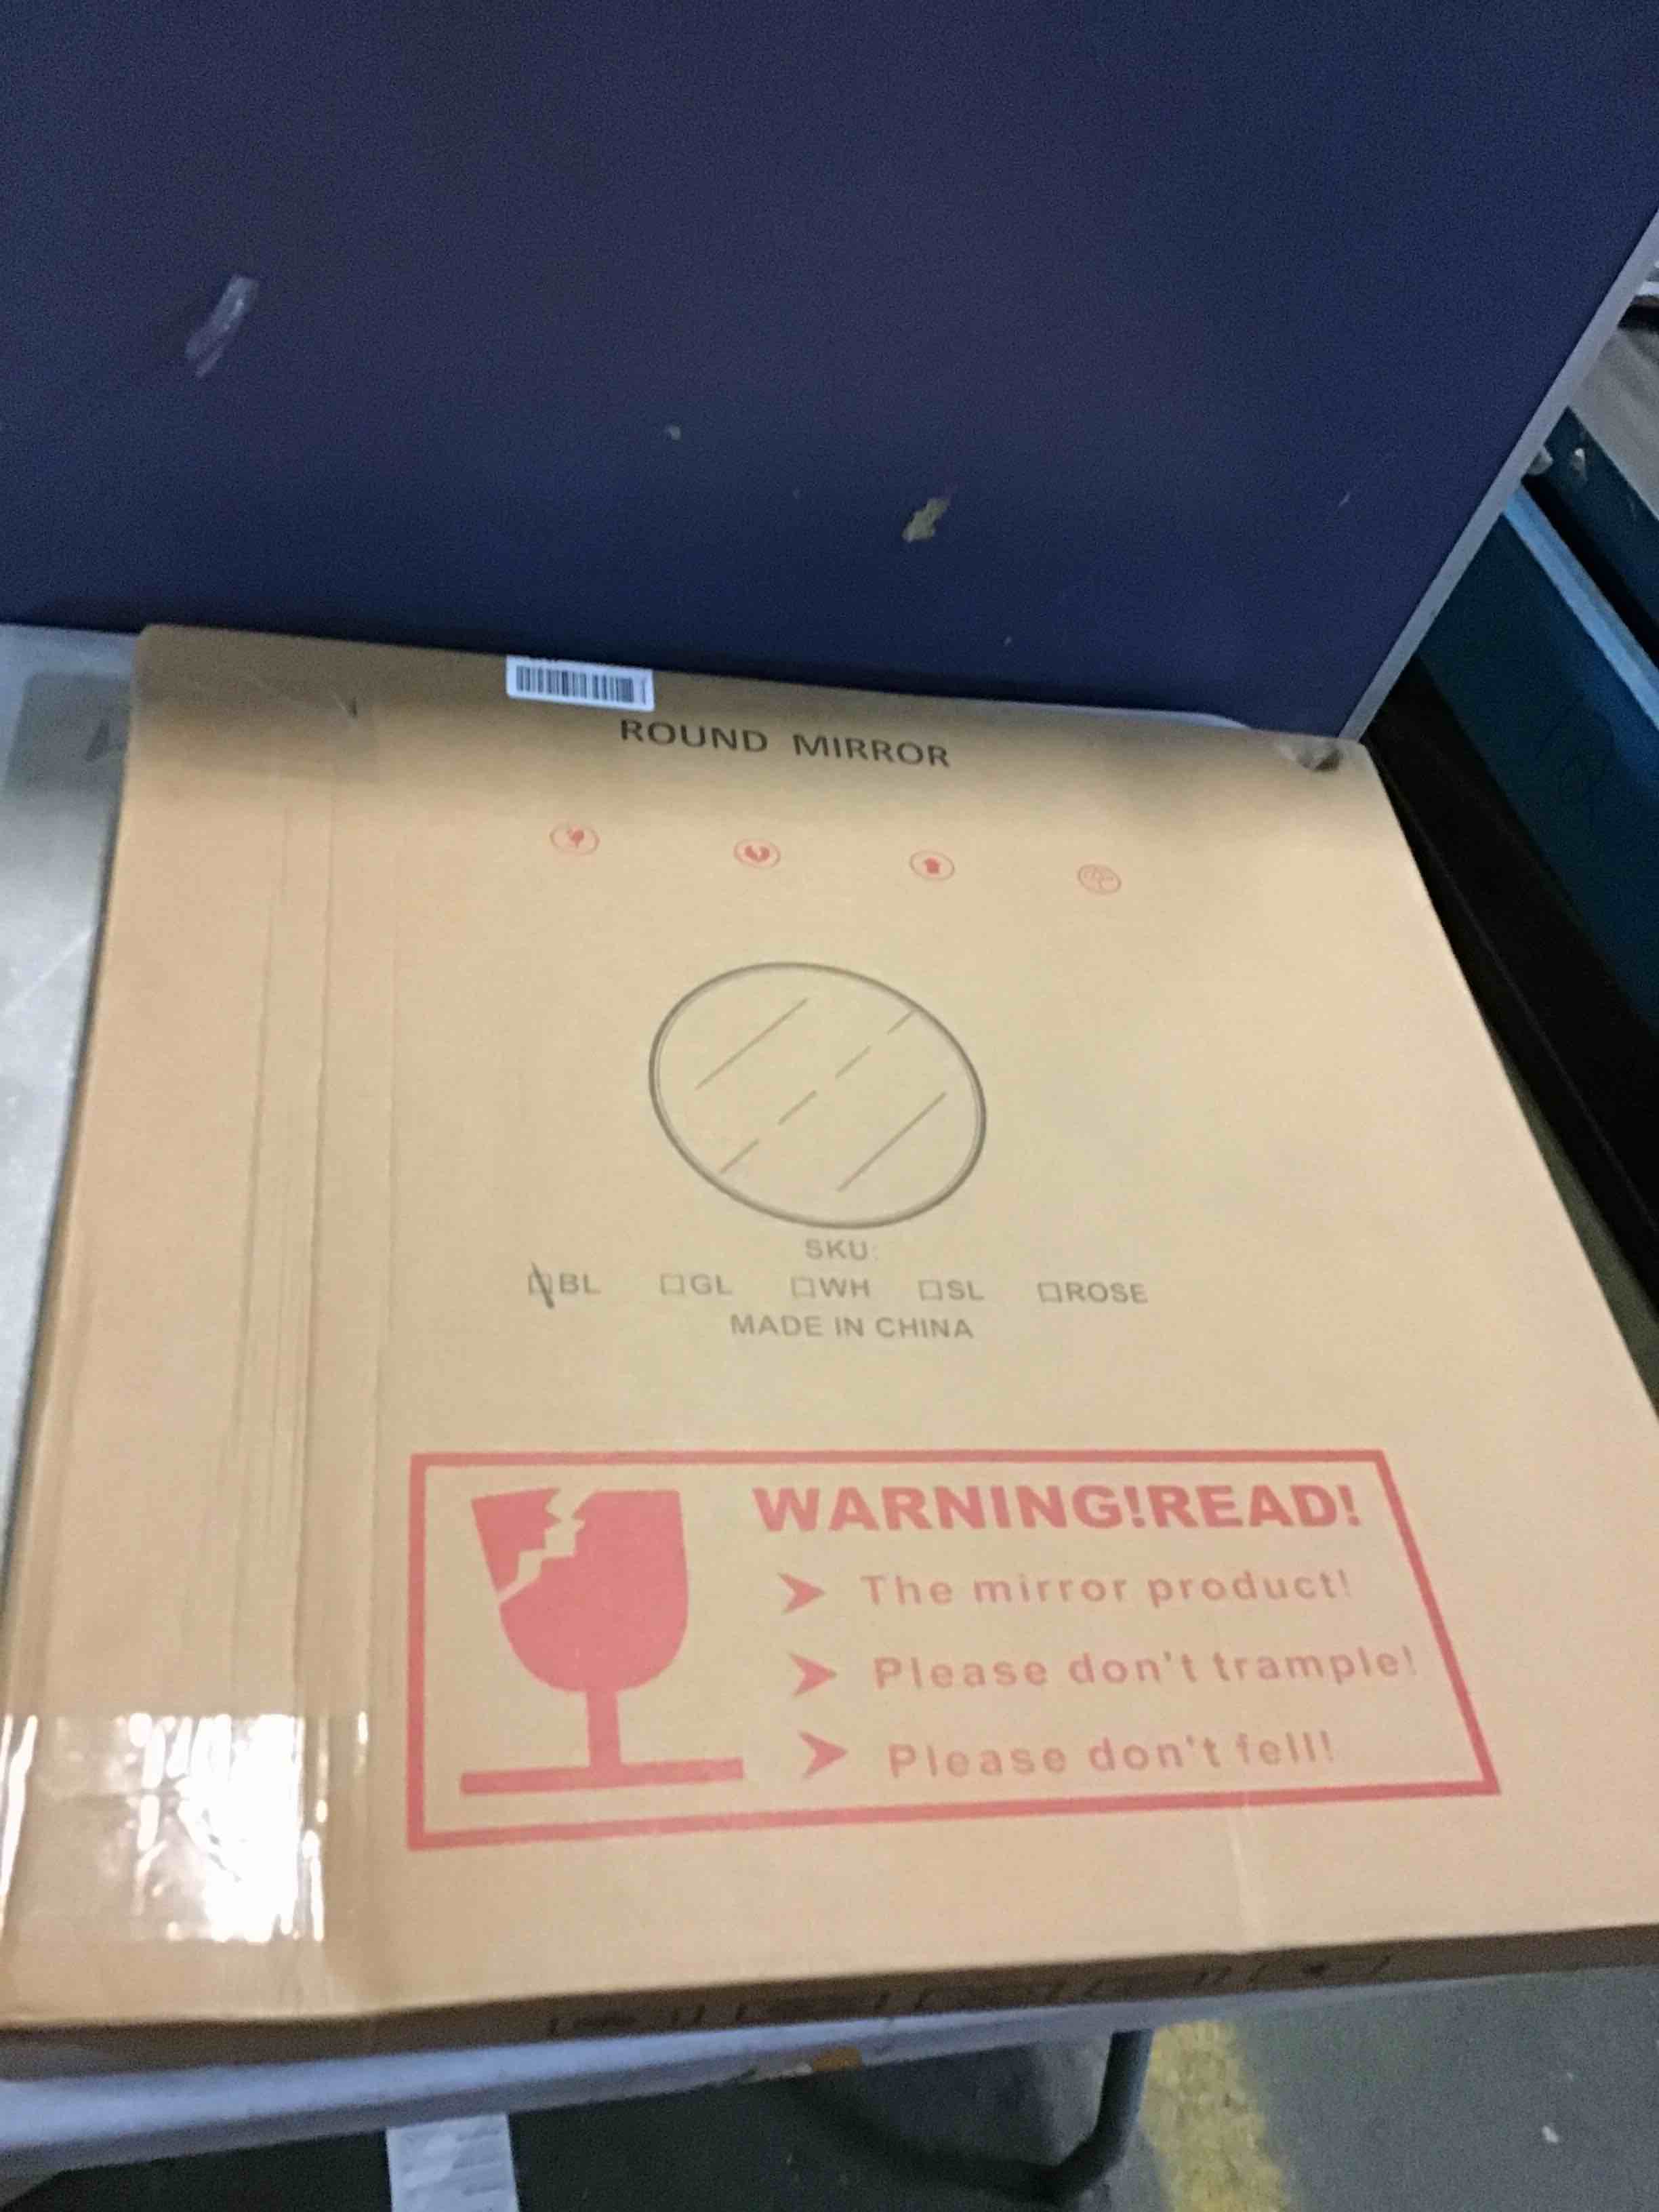 ROUND MIRROR
SKU:
☐BL ☐GL ☐WH ☐SL ☐ROSE
MADE IN CHINA
WARNING!READ!
➤ The mirror product!
➤ Please don't trample!
➤ Please don't fell!